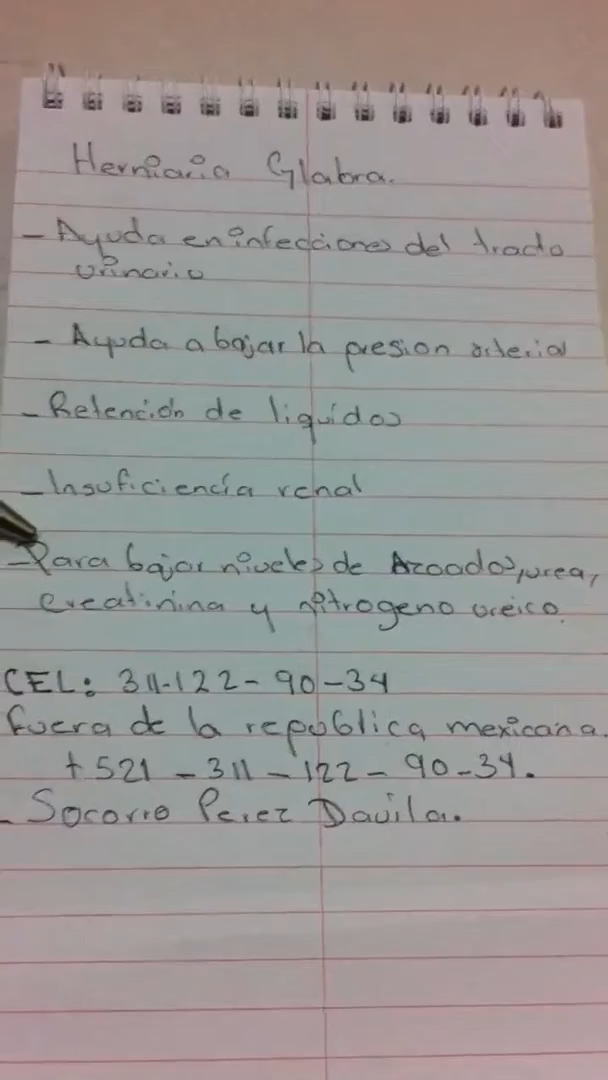 Herniaria Glabra.
- Ayuda en infecciones del tracto
urinario
- Ayuda a bajar la presion arterial
- Retención de liquidos
- Insuficiencia renal
- Para bajar niveles de Azoados, urea,
creatinina y nitrogeno ureico.
CEL: 311-122-90-34
fuera de la republica mexicana.
+521-311-122-90-34.
- Socorro Perez Davila.